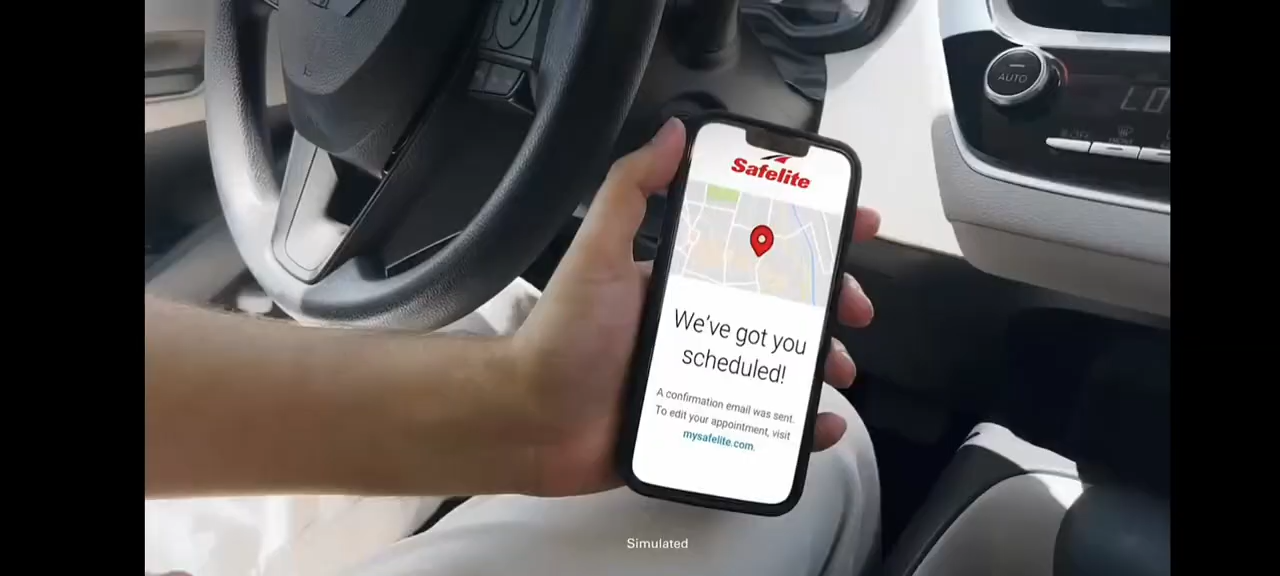 AUTO
LO
Safelite
We've got you
scheduled!
A confirmation email was sent.
To edit your appointment, visit
mysafelite.com.
Simulated